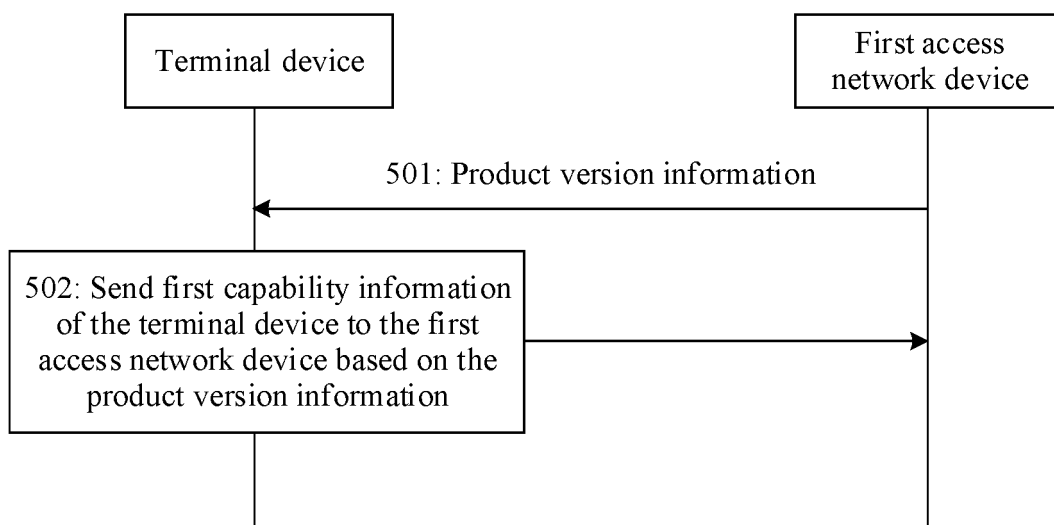 Terminal device
First access
network device
501: Product version information
502: Send first capability information
of the terminal device to the first
access network device based on the
product version information